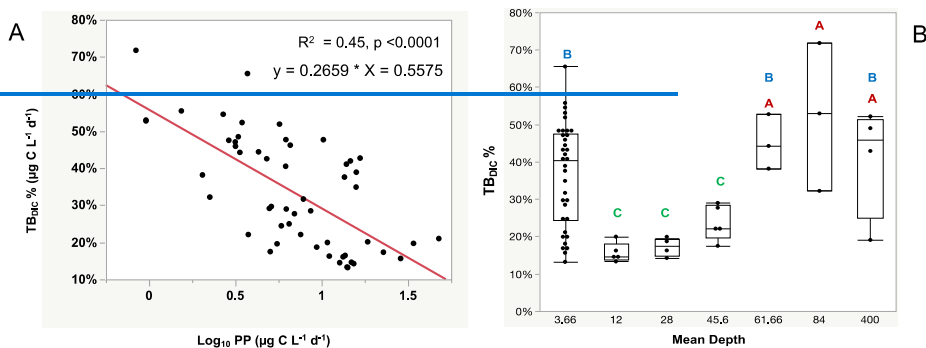 A
80%
70%
60%
50%
40%
30%
20%
10%
TB_DIC % (µg C L⁻¹ d⁻¹)
R² = 0.45, p <0.0001
y = 0.2659 * X = 0.5575
0 0.5 1 1.5
Log₁₀ PP (µg C L⁻¹ d⁻¹)
B
80%
70%
60%
50%
40%
30%
20%
10%
0%
TB_DIC %
B
C
C
C
B
A
A
B
A
3,66 12 28 45,6 61,66 84 400
Mean Depth